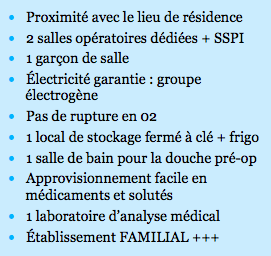 • Proximité avec le lieu de résidence
• 2 salles opératoires dédiées + SSPI
• 1 garçon de salle
• Électricité garantie : groupe
électrogène
• Pas de rupture en 02
• 1 local de stockage fermé à clé + frigo
• 1 salle de bain pour la douche pré-op
• Approvisionnement facile en
médicaments et solutés
• 1 laboratoire d’analyse médical
• Établissement FAMILIAL +++